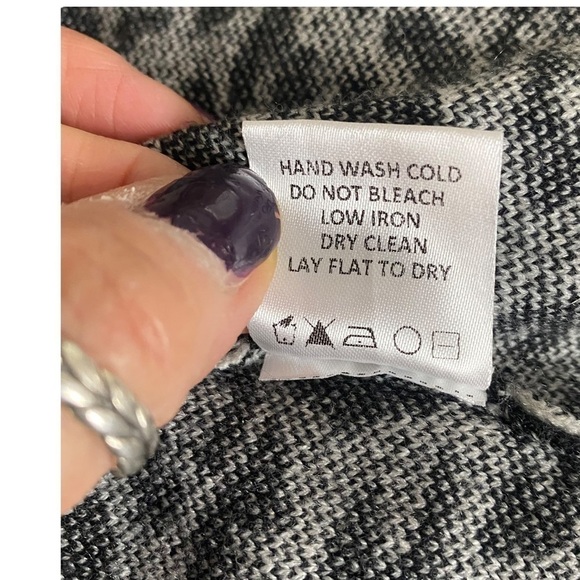 HAND WASH COLD
DO NOT BLEACH
LOW IRON
DRY CLEAN
LAY FLAT TO DRY